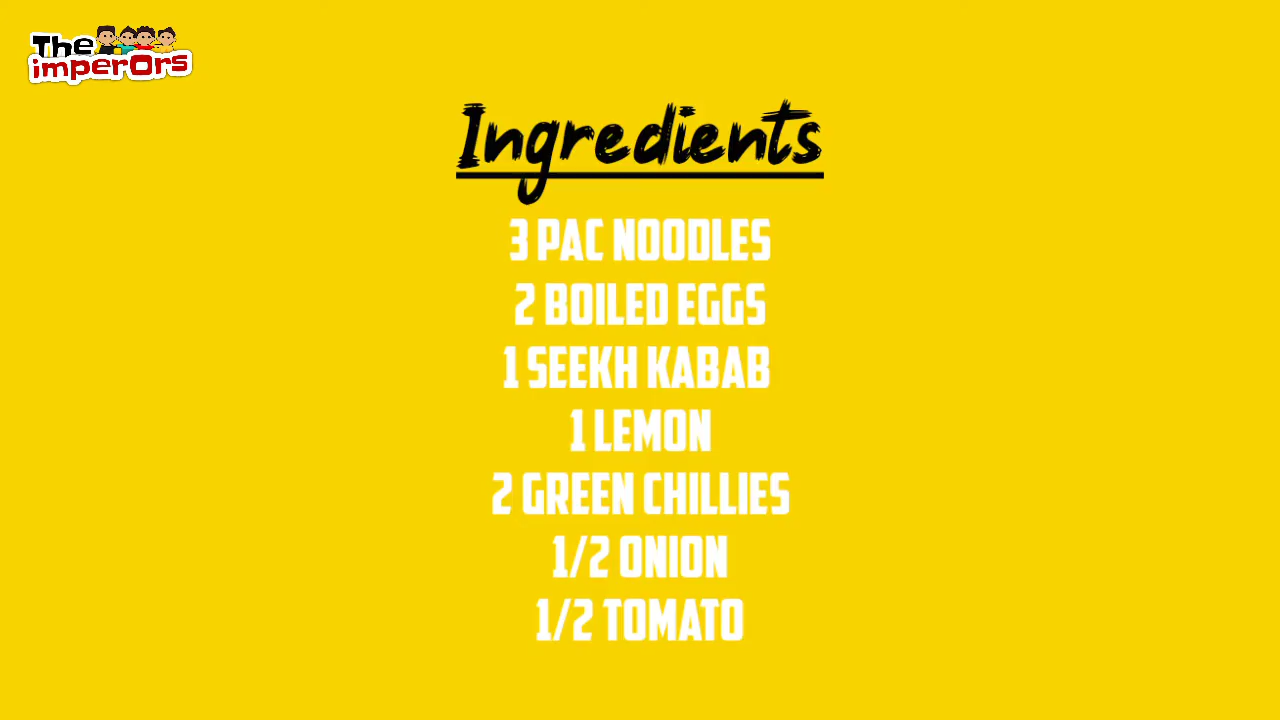 The
imperors
Ingredients
3 PAC NOODLES
2 BOILED EGGS
1 SEEKH KABAB
1 LEMON
2 GREEN CHILLIES
1/2 ONION
1/2 TOMATO